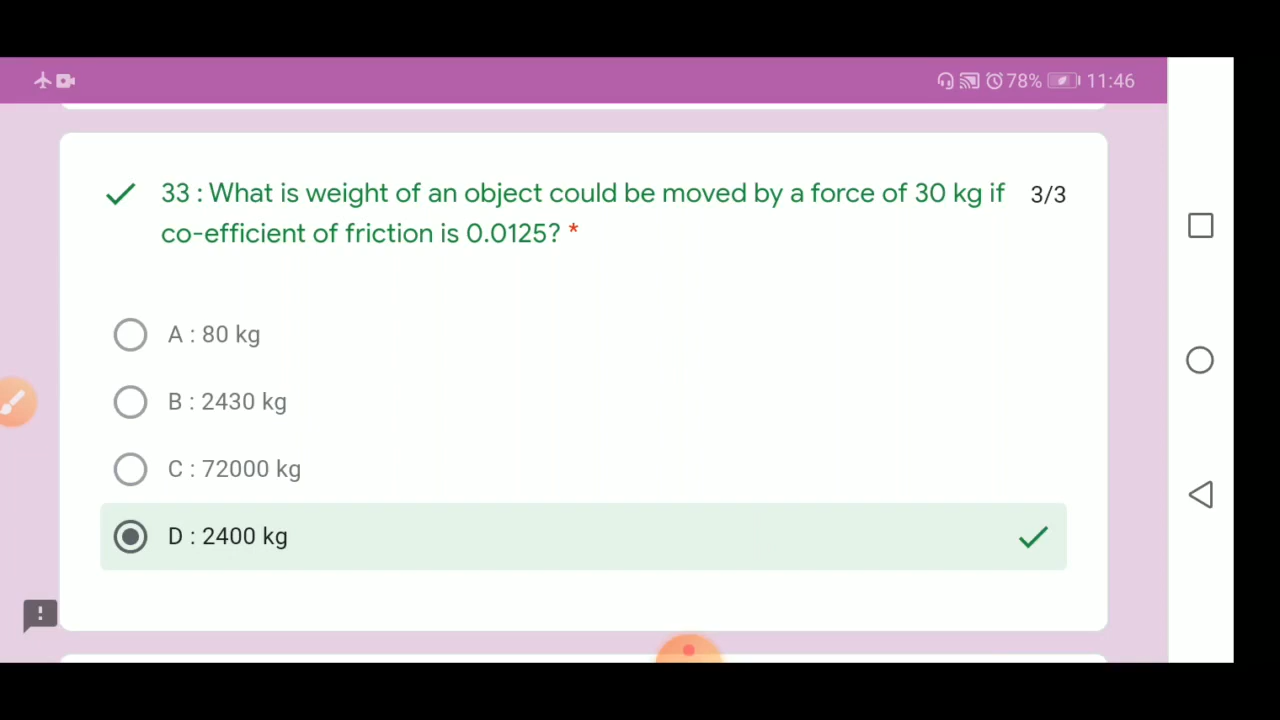 78% 11:46
33 : What is weight of an object could be moved by a force of 30 kg if 3/3
co-efficient of friction is 0.0125? *
A : 80 kg
B : 2430 kg
C : 72000 kg
D : 2400 kg